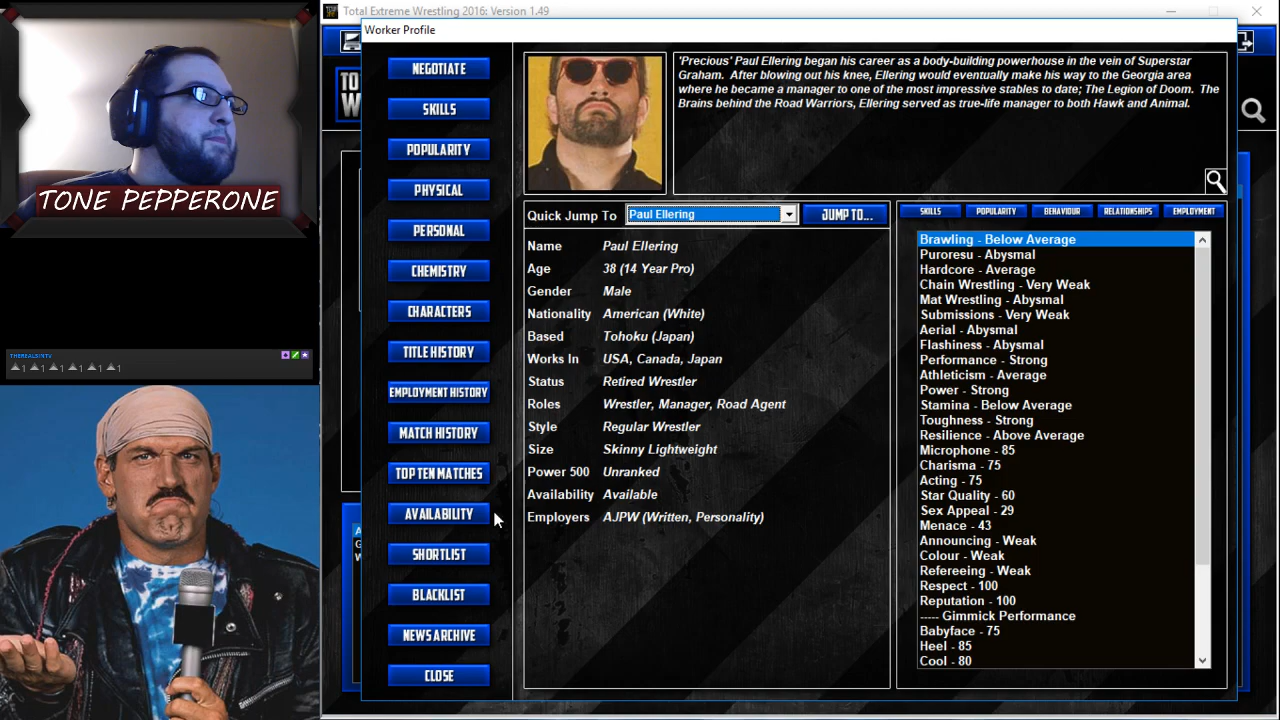 Total Extreme Wrestling 2016: Version 1.49
Worker Profile
TONE PEPPERONE
THEREALSINTU
1 1 1 1 1 1
NEGOTIATE
SKILLS
POPULARITY
PHYSICAL
PERSONAL
CHEMISTRY
CHARACTERS
TITLE HISTORY
EMPLOYMENT HISTORY
MATCH HISTORY
TOP TEN MATCHES
AVAILABILITY
SHORTLIST
BLACKLIST
NEWS ARCHIVE
CLOSE
'Precious' Paul Ellering began his career as a body-building powerhouse in the vein of Superstar
Graham. After blowing out his knee, Ellering would eventually make his way to the Georgia area
where he became a manager to one of the most impressive stables to date; The Legion of Doom. The
Brains behind the Road Warriors, Ellering served as true-life manager to both Hawk and Animal.
Quick Jump To Paul Ellering JUMP TO...
Name Paul Ellering
Age 38 (14 Year Pro)
Gender Male
Nationality American (White)
Based Tohoku (Japan)
Works In USA, Canada, Japan
Status Retired Wrestler
Roles Wrestler, Manager, Road Agent
Style Regular Wrestler
Size Skinny Lightweight
Power 500 Unranked
Availability Available
Employers AJPW (Written, Personality)
SKILLS POPULARITY BEHAVIOUR RELATIONSHIPS EMPLOYMENT
Brawling - Below Average
Puroresu - Abysmal
Hardcore - Average
Chain Wrestling - Very Weak
Mat Wrestling - Abysmal
Submissions - Very Weak
Aerial - Abysmal
Flashiness - Abysmal
Performance - Strong
Athleticism - Average
Power - Strong
Stamina - Below Average
Toughness - Strong
Resilience - Above Average
Microphone - 85
Charisma - 75
Acting - 75
Star Quality - 60
Sex Appeal - 29
Menace - 43
Announcing - Weak
Colour - Weak
Refereeing - Weak
Respect - 100
Reputation - 100
----- Gimmick Performance
Babyface - 75
Heel - 85
Cool - 80